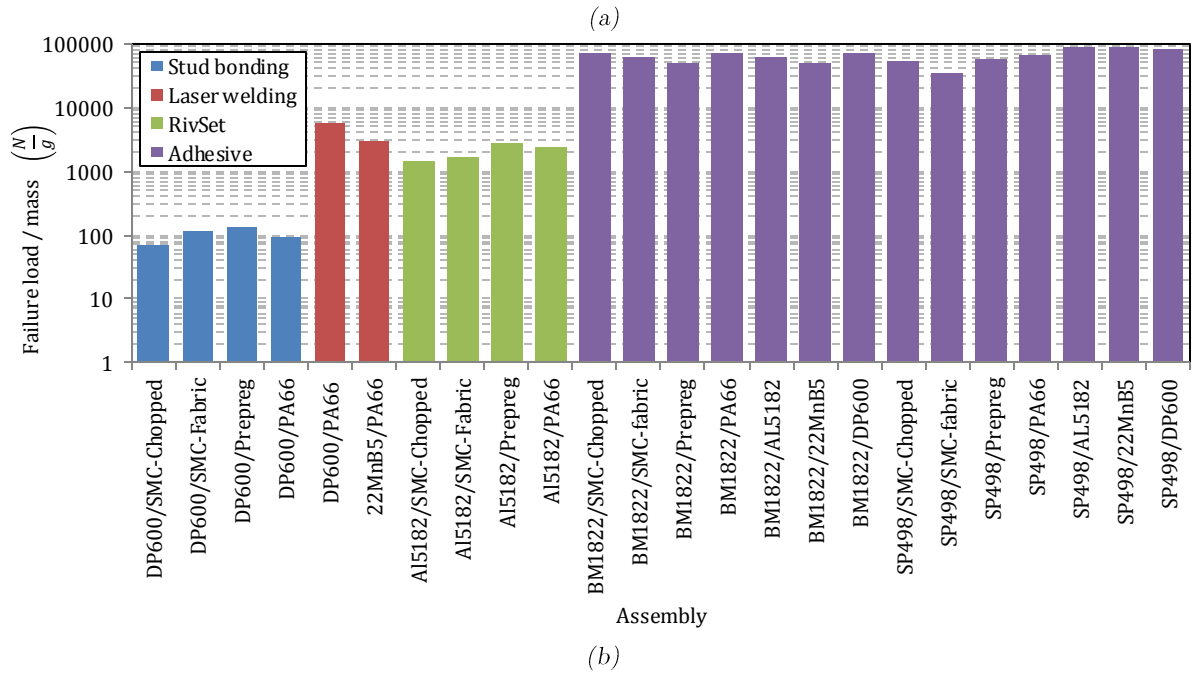 (a)
Failure load / mass (N/g)
100000
10000
1000
100
10
1
Stud bonding
Laser welding
RivSet
Adhesive
DP600/SMC-Chopped
DP600/SMC-Fabric
DP600/Prepreg
DP600/PA66
DP600/PA66
22MnB5/PA66
Al5182/SMC-Chopped
Al5182/SMC-Fabric
Al5182/Prepreg
Al5182/PA66
BM1822/SMC-Chopped
BM1822/SMC-fabric
BM1822/Prepreg
BM1822/PA66
BM1822/AL5182
BM1822/22MnB5
BM1822/DP600
SP498/SMC-Chopped
SP498/SMC-fabric
SP498/Prepreg
SP498/PA66
SP498/AL5182
SP498/22MnB5
SP498/DP600
Assembly
(b)